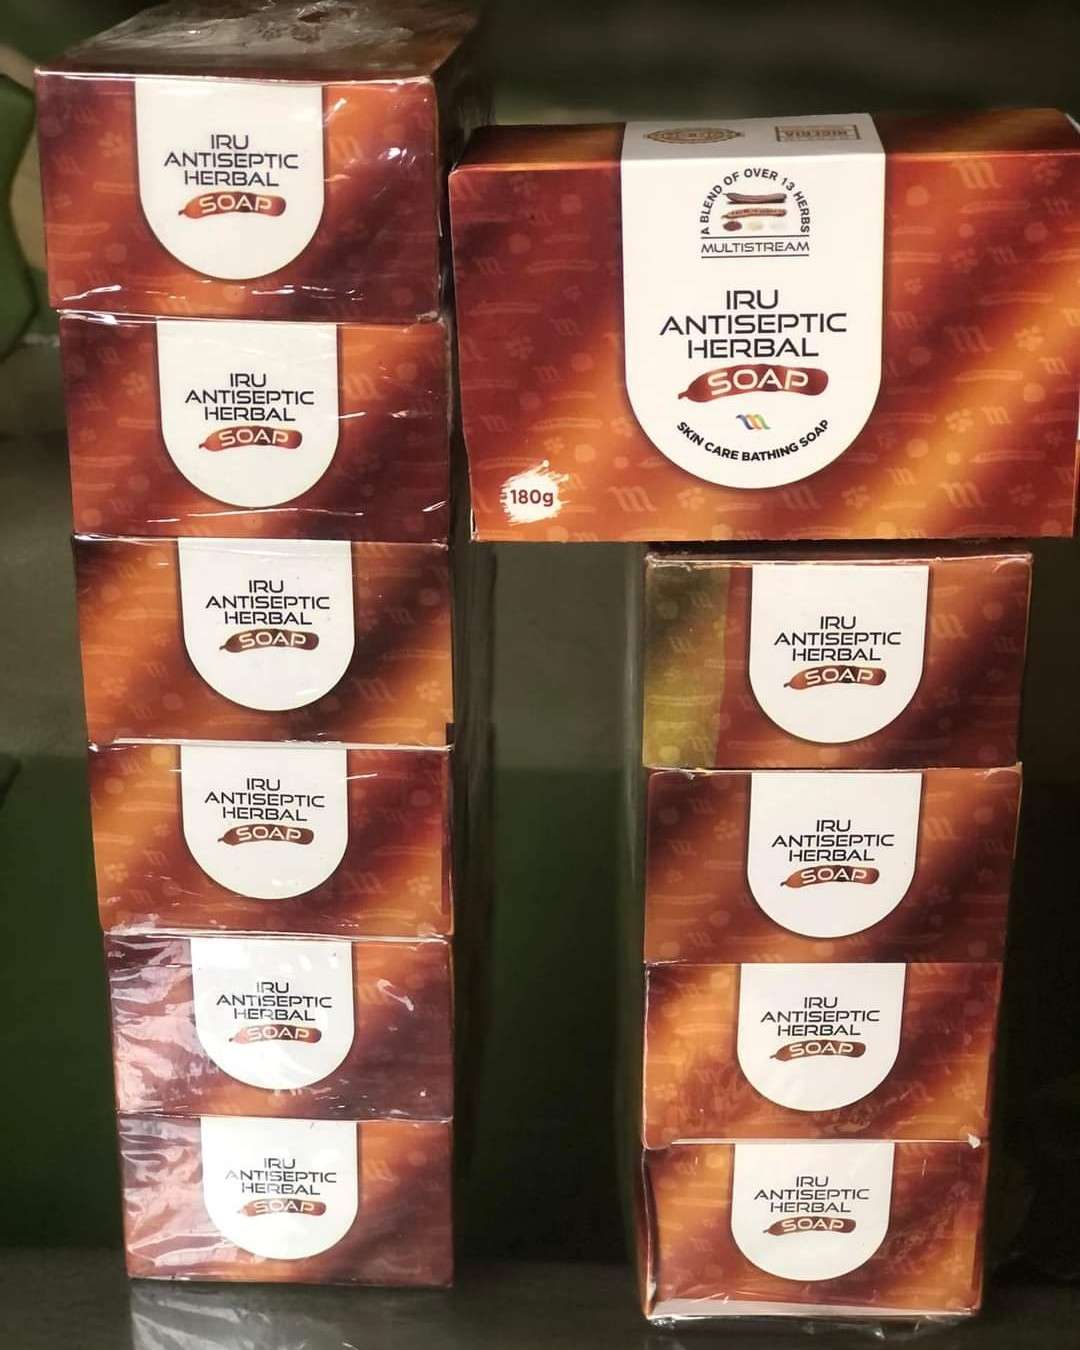 IRU
ANTISEPTIC
HERBAL
SOAP
IRU
ANTISEPTIC
HERBAL
SOAP
IRU
ANTISEPTIC
HERBAL
SOAP
IRU
ANTISEPTIC
HERBAL
SOAP
IRU
ANTISEPTIC
HERBAL
SOAP
IRU
ANTISEPTIC
HERBAL
SOAP
A BLEND OF OVER 13 HERBS
MULTISTREAM
IRU
ANTISEPTIC
HERBAL
SOAP
SKIN CARE BATHING SOAP
180g
IRU
ANTISEPTIC
HERBAL
SOAP
IRU
ANTISEPTIC
HERBAL
SOAP
IRU
ANTISEPTIC
HERBAL
SOAP
IRU
ANTISEPTIC
HERBAL
SOAP